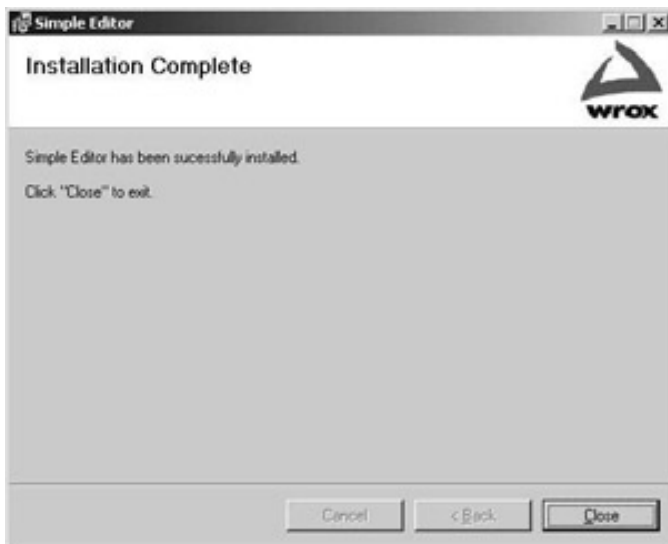 Simple Editor
Installation Complete
wrox
Simple Editor has been sucessfully installed.
Click "Close" to exit.
Cancel
< Back
Close